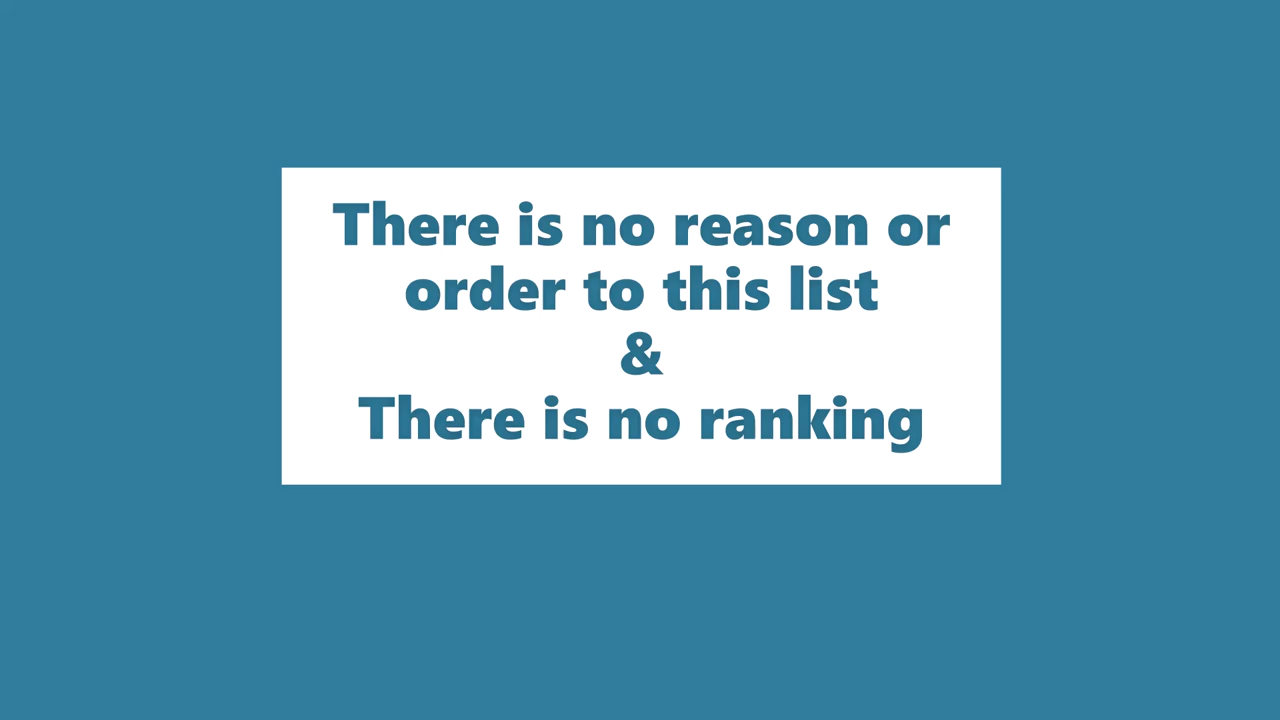 There is no reason or
order to this list
&
There is no ranking